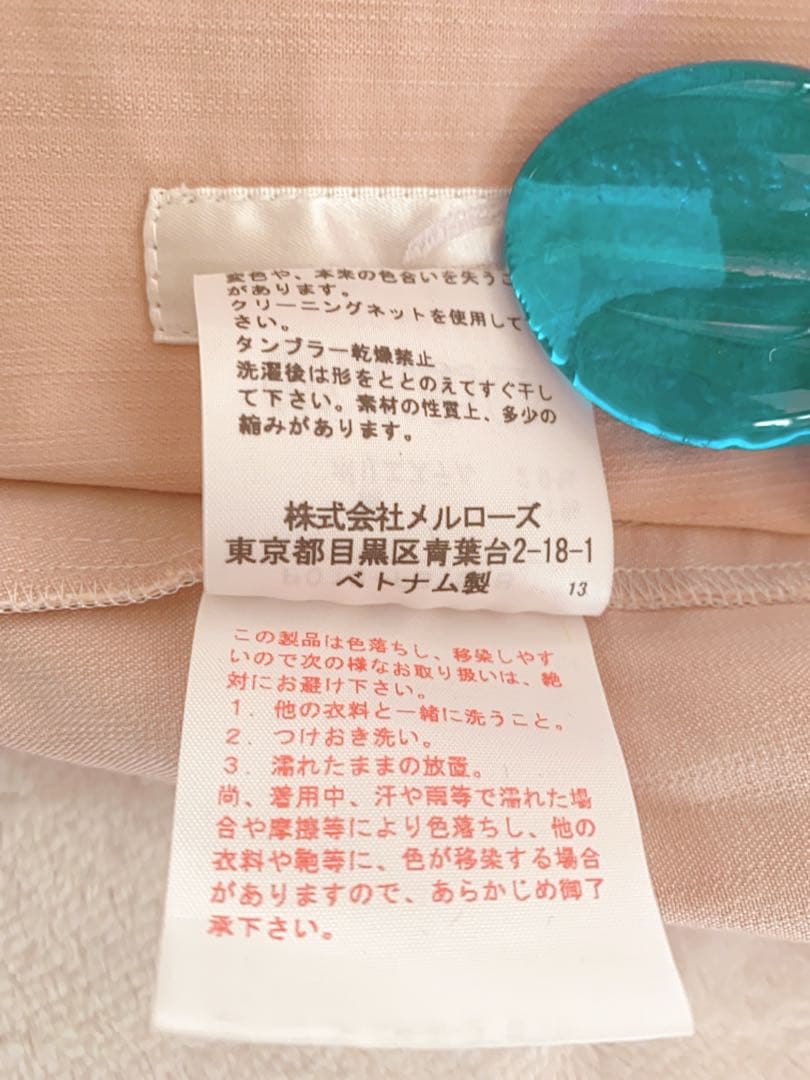 変色や、本来の色合いを失うこ
があります。
クリーニングネットを使用して
さい。
タンブラー乾燥禁止
洗濯後は形をととのえてすぐ干し
て下さい。素材の性質上、多少の
縮みがあります。
株式会社メルローズ
東京都目黒区青葉台2-18-1
ベトナム製
13
この製品は色落ちし、移染しやす
いので次の様なお取り扱いは、絶
対にお避け下さい。
1．他の衣料と一緒に洗うこと。
2．つけおき洗い。
3．濡れたままの放置。
尚、着用中、汗や雨等で濡れた場
合や摩擦等により色落ちし、他の
衣料や鞄等に、色が移染する場合
がありますので、あらかじめ御了
承下さい。